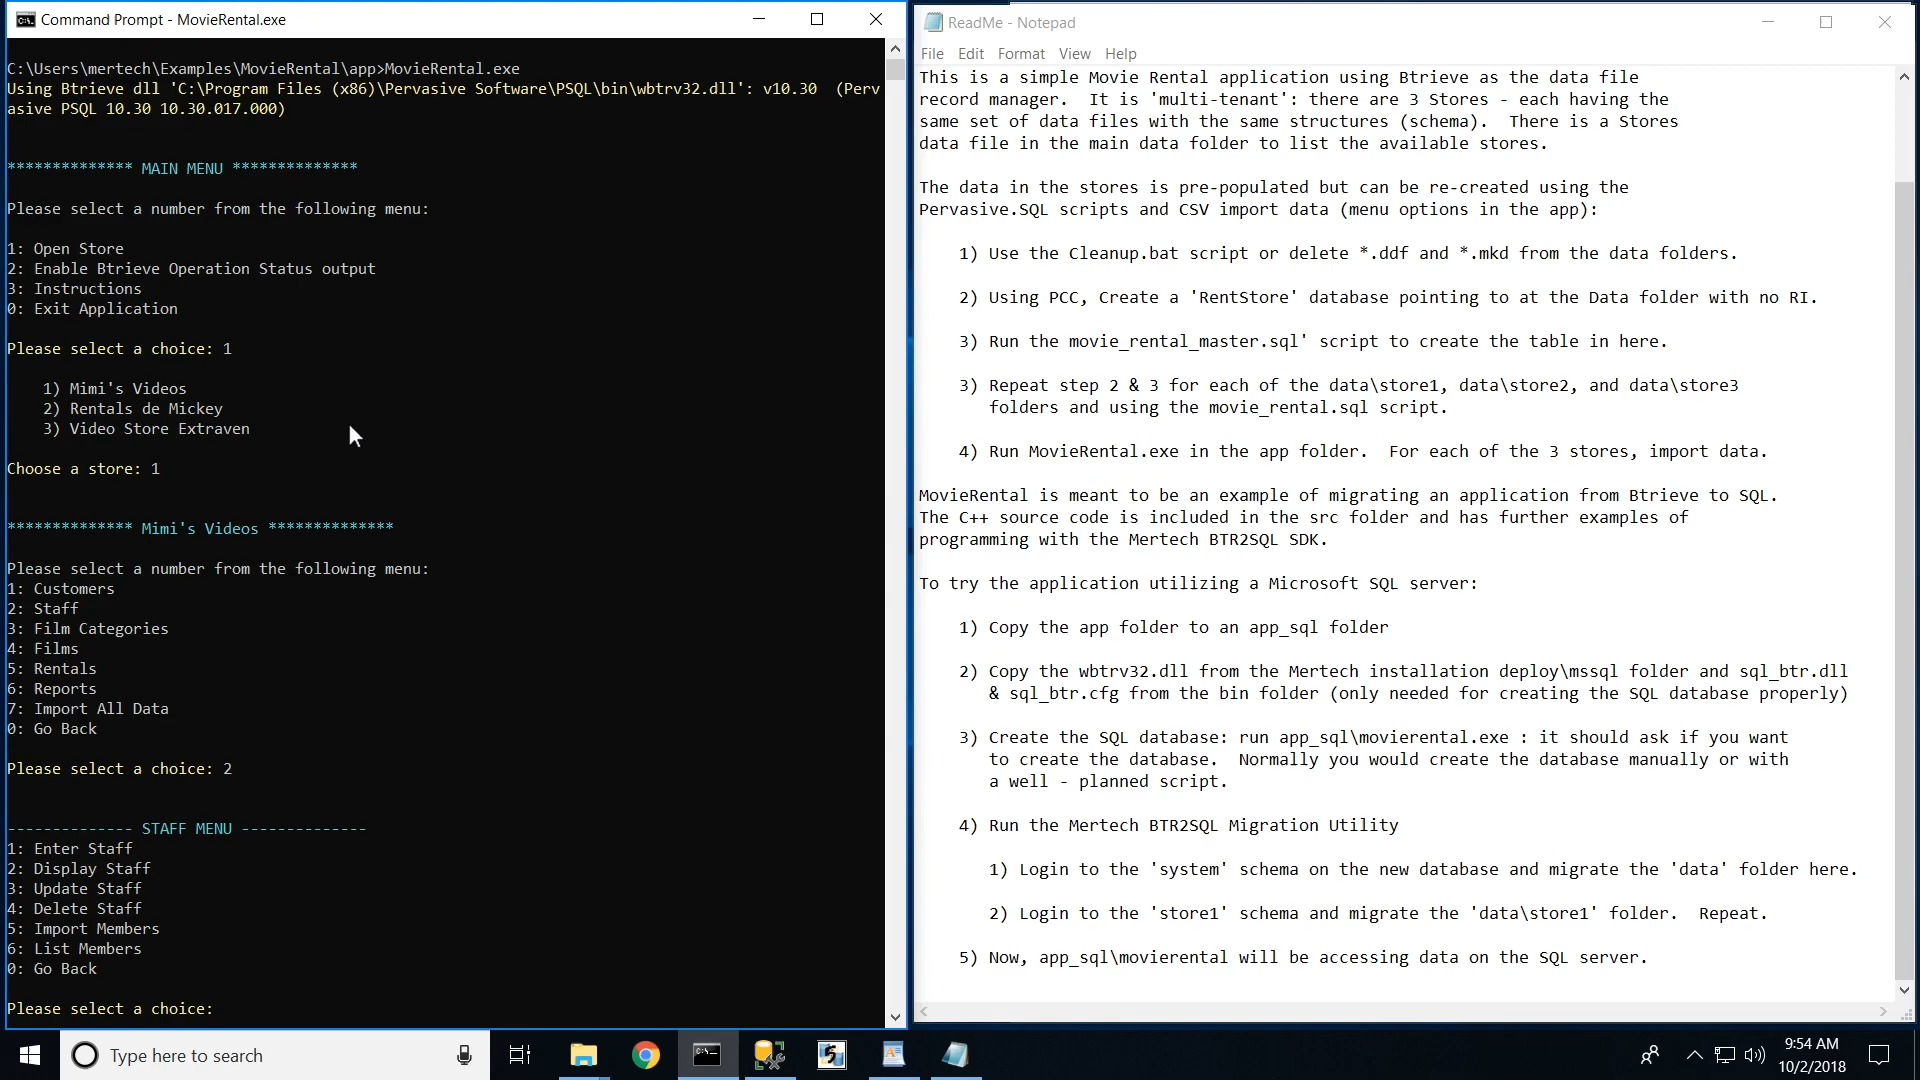 Command Prompt - MovieRental.exe
C:\Users\mertech\Examples\MovieRental\app>MovieRental.exe
Using Btrieve dll 'C:\Program Files (x86)\Pervasive Software\PSQL\bin\wbtrv32.dll': v10.30  (Perv
asive PSQL 10.30 10.30.017.000)
************** MAIN MENU **************
Please select a number from the following menu:
1: Open Store
2: Enable Btrieve Operation Status output
3: Instructions
0: Exit Application
Please select a choice: 1
1) Mimi's Videos
2) Rentals de Mickey
3) Video Store Extraven
Choose a store: 1
************** Mimi's Videos **************
Please select a number from the following menu:
1: Customers
2: Staff
3: Film Categories
4: Films
5: Rentals
6: Reports
7: Import All Data
0: Go Back
Please select a choice: 2
-------------- STAFF MENU --------------
1: Enter Staff
2: Display Staff
3: Update Staff
4: Delete Staff
5: Import Members
6: List Members
0: Go Back
Please select a choice:
ReadMe - Notepad
File Edit Format View Help
This is a simple Movie Rental application using Btrieve as the data file
record manager.  It is 'multi-tenant': there are 3 Stores - each having the
same set of data files with the same structures (schema).  There is a Stores
data file in the main data folder to list the available stores.
The data in the stores is pre-populated but can be re-created using the
Pervasive.SQL scripts and CSV import data (menu options in the app):
1) Use the Cleanup.bat script or delete *.ddf and *.mkd from the data folders.
2) Using PCC, Create a 'RentStore' database pointing to at the Data folder with no RI.
3) Run the movie_rental_master.sql' script to create the table in here.
3) Repeat step 2 & 3 for each of the data\store1, data\store2, and data\store3
folders and using the movie_rental.sql script.
4) Run MovieRental.exe in the app folder.  For each of the 3 stores, import data.
MovieRental is meant to be an example of migrating an application from Btrieve to SQL.
The C++ source code is included in the src folder and has further examples of
programming with the Mertech BTR2SQL SDK.
To try the application utilizing a Microsoft SQL server:
1) Copy the app folder to an app_sql folder
2) Copy the wbtrv32.dll from the Mertech installation deploy\mssql folder and sql_btr.dll
& sql_btr.cfg from the bin folder (only needed for creating the SQL database properly)
3) Create the SQL database: run app_sql\movierental.exe : it should ask if you want
to create the database.  Normally you would create the database manually or with
a well - planned script.
4) Run the Mertech BTR2SQL Migration Utility
1) Login to the 'system' schema on the new database and migrate the 'data' folder here.
2) Login to the 'store1' schema and migrate the 'data\store1' folder.  Repeat.
5) Now, app_sql\movierental will be accessing data on the SQL server.
Type here to search
9:54 AM
10/2/2018